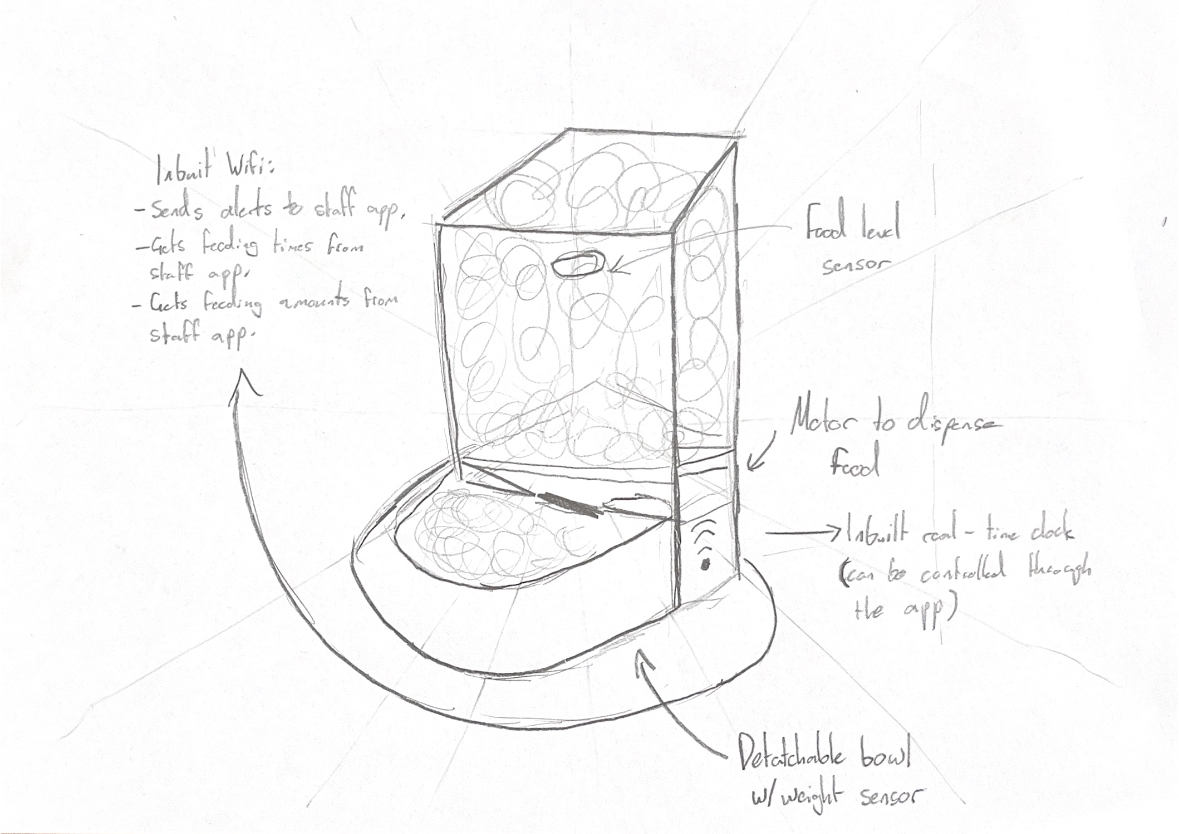 Inbuit Wifi:
- Sends alerts to staff app.
- Gets feeding times from
staff app.
- Gets feeding amounts from
staff app.
Food level
sensor
Motor to dispense
food
Inbuilt real-time clock
(can be controlled through
the app)
Detatchable bowl
w/ weight sensor